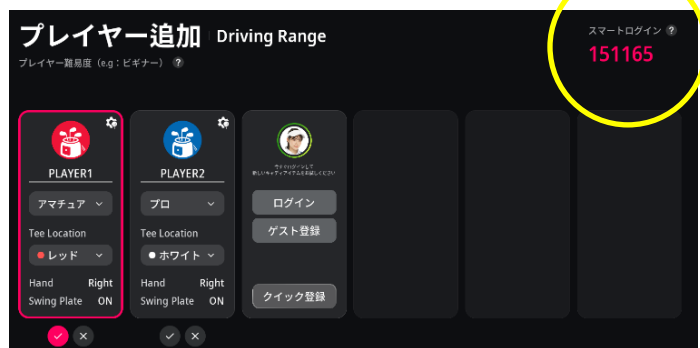 プレイヤー追加 Driving Range
プレイヤー難易度（e.g：ビギナー） ?
スマートログイン ?
151165
PLAYER1
アマチュア
Tee Location
レッド
Hand Right
Swing Plate ON
PLAYER2
プロ
Tee Location
ホワイト
Hand Right
Swing Plate ON
ログイン
ゲスト登録
クイック登録